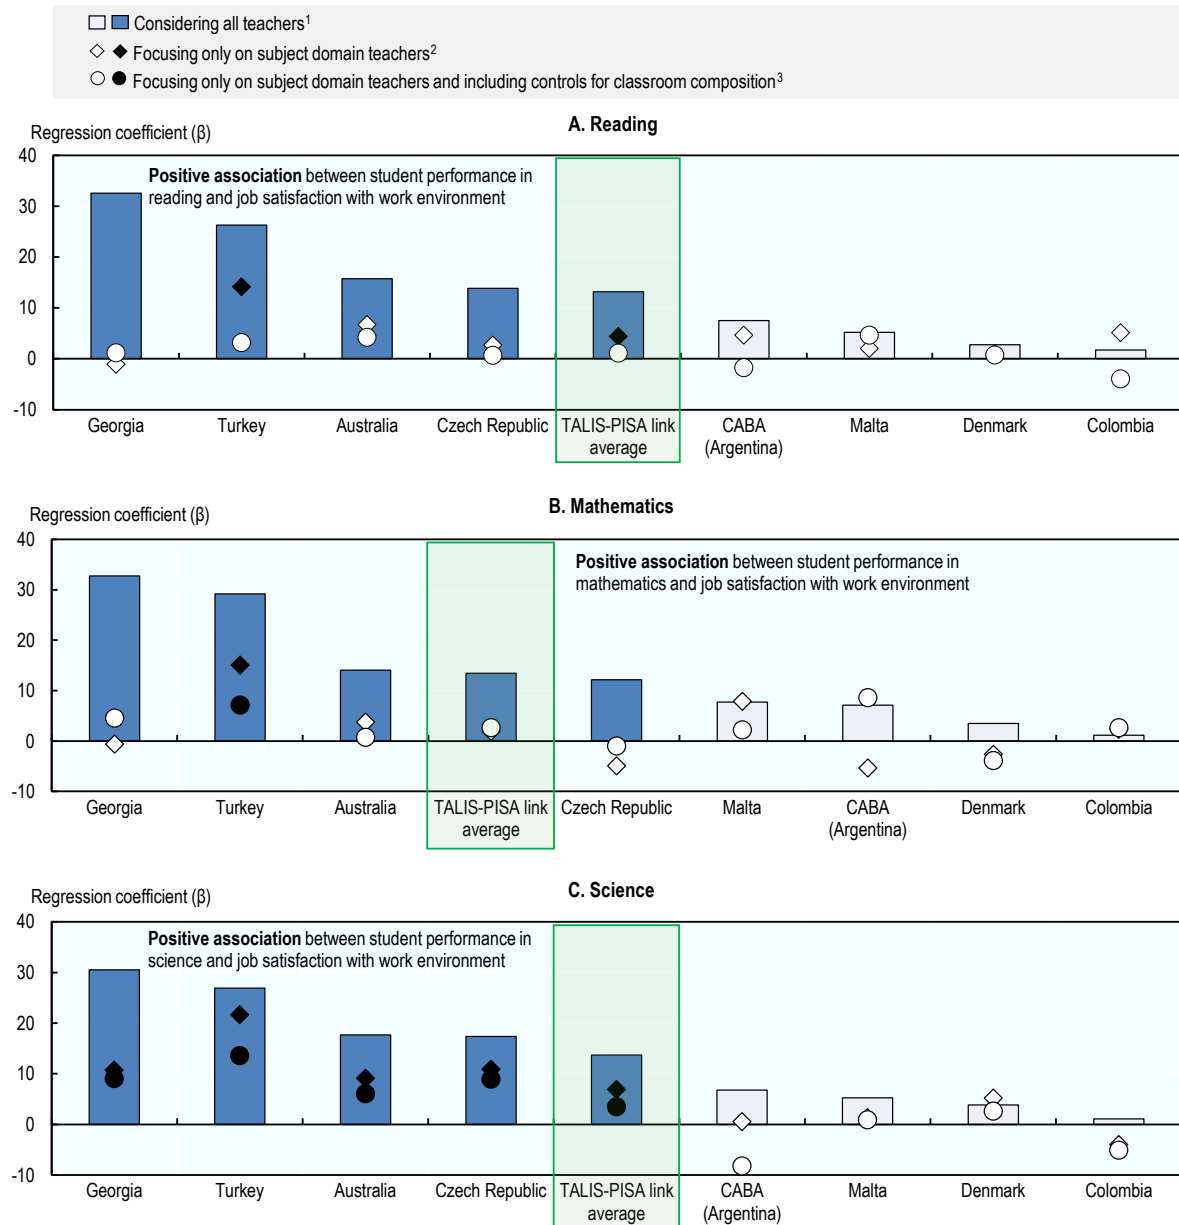 Considering all teachers¹
Focusing only on subject domain teachers²
Focusing only on subject domain teachers and including controls for classroom composition³
A. Reading
Regression coefficient (β)
40
30
20
10
0
-10
Positive association between student performance in
reading and job satisfaction with work environment
Georgia
Turkey
Australia
Czech Republic
TALIS-PISA link
average
CABA
(Argentina)
Malta
Denmark
Colombia
B. Mathematics
Regression coefficient (β)
40
30
20
10
0
-10
Positive association between student performance in
mathematics and job satisfaction with work environment
Georgia
Turkey
Australia
TALIS-PISA link
average
Czech Republic
Malta
CABA
(Argentina)
Denmark
Colombia
C. Science
Regression coefficient (β)
40
30
20
10
0
-10
Positive association between student performance in
science and job satisfaction with work environment
Georgia
Turkey
Australia
Czech Republic
TALIS-PISA link
average
CABA
(Argentina)
Malta
Denmark
Colombia